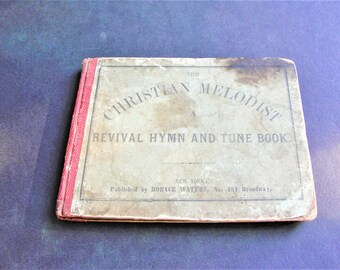 THE
CHRISTIAN MELODIST
A
REVIVAL HYMN AND TUNE BOOK
NEW YORK:
Published by HORACE WATERS, No. 481 Broadway.